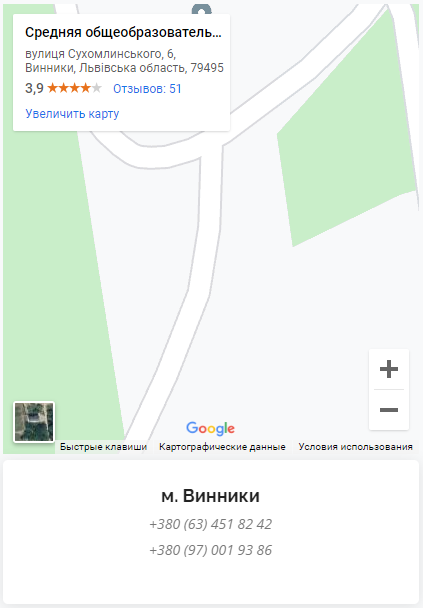 Средняя общеобразователь...
вулиця Сухомлинського, 6,
Винники, Львівська область, 79495
3,9 Отзывов: 51
Увеличить карту
Google
Быстрые клавиши Картографические данные Условия использования
м. Винники
+380 (63) 451 82 42
+380 (97) 001 93 86